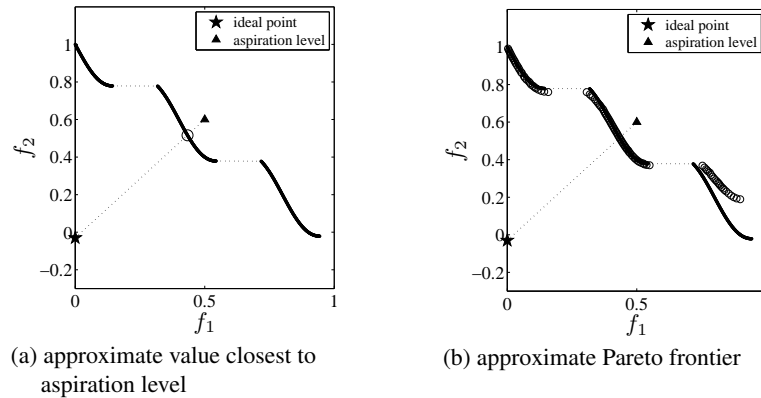 ideal point
aspiration level
1
0.8
0.6
0.4
0.2
0
−0.2
f2
0
0.5
1
f1
(a) approximate value closest to
aspiration level
ideal point
aspiration level
1
0.8
0.6
0.4
0.2
0
−0.2
f2
0
0.5
f1
(b) approximate Pareto frontier